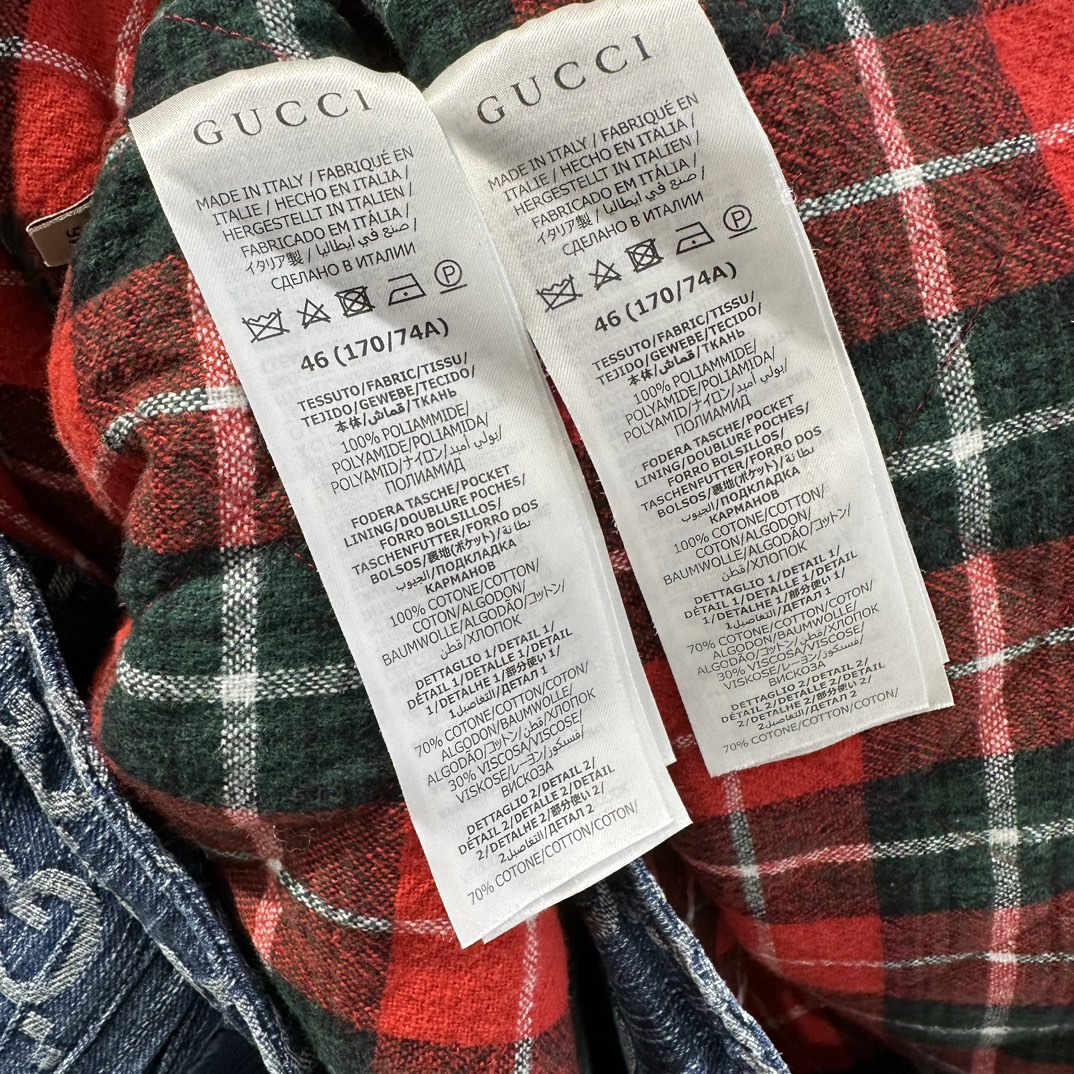 GUCCI
MADE IN ITALY / FABRIQUÉ EN
ITALIE / HECHO EN ITALIA /
HERGESTELLT IN ITALIEN /
FABRICADO EM ITÁLIA /
イタリア製 / صنع في ايطاليا /
СДЕЛАНО В ИТАЛИИ
P
46 (170/74A)
TESSUTO/FABRIC/TISSU/
TEJIDO/GEWEBE/TECIDO/
本体/قماش/ТКАНЬ
100% POLIAMMIDE/
POLYAMIDE/POLIAMIDA/
POLYAMID/ナイロン/بولي أميد/
ПОЛИАМИД
FODERA TASCHE/POCKET
LINING/DOUBLURE POCHES/
FORRO BOLSILLOS/
TASCHENFUTTER/FORRO DOS
BOLSOS/裏地(ポケット)/بطانة
الجيوب/ПОДКЛАДКА
КАРМАНОВ
100% COTONE/COTTON/
COTON/ALGODON/
BAUMWOLLE/ALGODÃO/コットン/
قطن/ХЛОПОК
DETTAGLIO 1/DETAIL 1/
DÉTAIL 1/DETALLE 1/DETAIL
1/DETALHE 1/部分使い1/
التفاصيل1/ДЕТАЛ 1
70% COTONE/COTTON/COTON/
ALGODON/BAUMWOLLE/
ALGODÃO/コットン/قطن/ХЛОПОК
30% VISCOSA/VISCOSE/
VISKOSE/レーヨン/فسكوز/
ВИСКОЗА
DETTAGLIO 2/DETAIL 2/
DÉTAIL 2/DETALLE 2/DETAIL
2/DETALHE 2/部分使い2/
التفاصيل2/ДЕТАЛ 2
70% COTONE/COTTON/COTON/
GUCCI
MADE IN ITALY / FABRIQUÉ EN
ITALIE / HECHO EN ITALIA /
HERGESTELLT IN ITALIEN /
FABRICADO EM ITÁLIA /
イタリア製 / صنع في ايطاليا /
СДЕЛАНО В ИТАЛИИ
P
46 (170/74A)
TESSUTO/FABRIC/TISSU/
TEJIDO/GEWEBE/TECIDO/
本体/قماش/ТКАНЬ
100% POLIAMMIDE/
POLYAMIDE/POLIAMIDA/
POLYAMID/ナイロン/بولي أميد/
ПОЛИАМИД
FODERA TASCHE/POCKET
LINING/DOUBLURE POCHES/
FORRO BOLSILLOS/
TASCHENFUTTER/FORRO DOS
BOLSOS/裏地(ポケット)/بطانة
الجيوب/ПОДКЛАДКА
КАРМАНОВ
100% COTONE/COTTON/
COTON/ALGODON/
BAUMWOLLE/ALGODÃO/コットン/
قطن/ХЛОПОК
DETTAGLIO 1/DETAIL 1/
DÉTAIL 1/DETALLE 1/DETAIL
1/DETALHE 1/部分使い1/
التفاصيل1/ДЕТАЛ 1
70% COTONE/COTTON/COTON/
ALGODON/BAUMWOLLE/
ALGODÃO/コットン/قطن/ХЛОПОК
30% VISCOSA/VISCOSE/
VISKOSE/レーヨン/فسكوز/
ВИСКОЗА
DETTAGLIO 2/DETAIL 2/
DÉTAIL 2/DETALLE 2/DETAIL
2/DETALHE 2/部分使い2/
التفاصيل2/ДЕТАЛ 2
70% COTONE/COTTON/COTON/